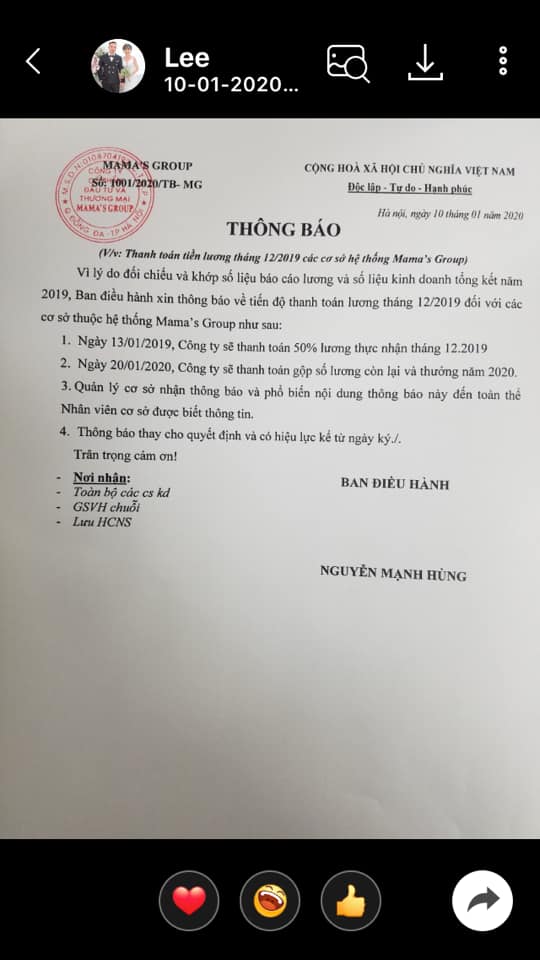 Lee
10-01-2020...
MAMA'S GROUP
Số: 1001/2020/TB- MG
CÔNG TY
ĐẦU TƯ VÀ
THƯƠNG MẠI
MAMA'S GROUP
CỘNG HOÀ XÃ HỘI CHỦ NGHĨA VIỆT NAM
Độc lập - Tự do - Hạnh phúc
Hà nội, ngày 10 tháng 01 năm 2020
THÔNG BÁO
(V/v: Thanh toán tiền lương tháng 12/2019 các cơ sở hệ thống Mama's Group)
Vì lý do đối chiếu và khớp số liệu báo cáo lương và số liệu kinh doanh tổng kết năm
2019, Ban điều hành xin thông báo về tiến độ thanh toán lương tháng 12/2019 đối với các
cơ sở thuộc hệ thống Mama's Group như sau:
1. Ngày 13/01/2019, Công ty sẽ thanh toán 50% lương thực nhận tháng 12.2019
2. Ngày 20/01/2020, Công ty sẽ thanh toán gộp số lương còn lại và thưởng năm 2020.
3. Quản lý cơ sở nhận thông báo và phổ biến nội dung thông báo này đến toàn thể
Nhân viên cơ sở được biết thông tin.
4. Thông báo thay cho quyết định và có hiệu lực kể từ ngày ký./.
Trân trọng cảm ơn!
- Nơi nhận:
- Toàn bộ các cs kd
- GSVH chuỗi
- Lưu HCNS
BAN ĐIỀU HÀNH
NGUYỄN MẠNH HÙNG